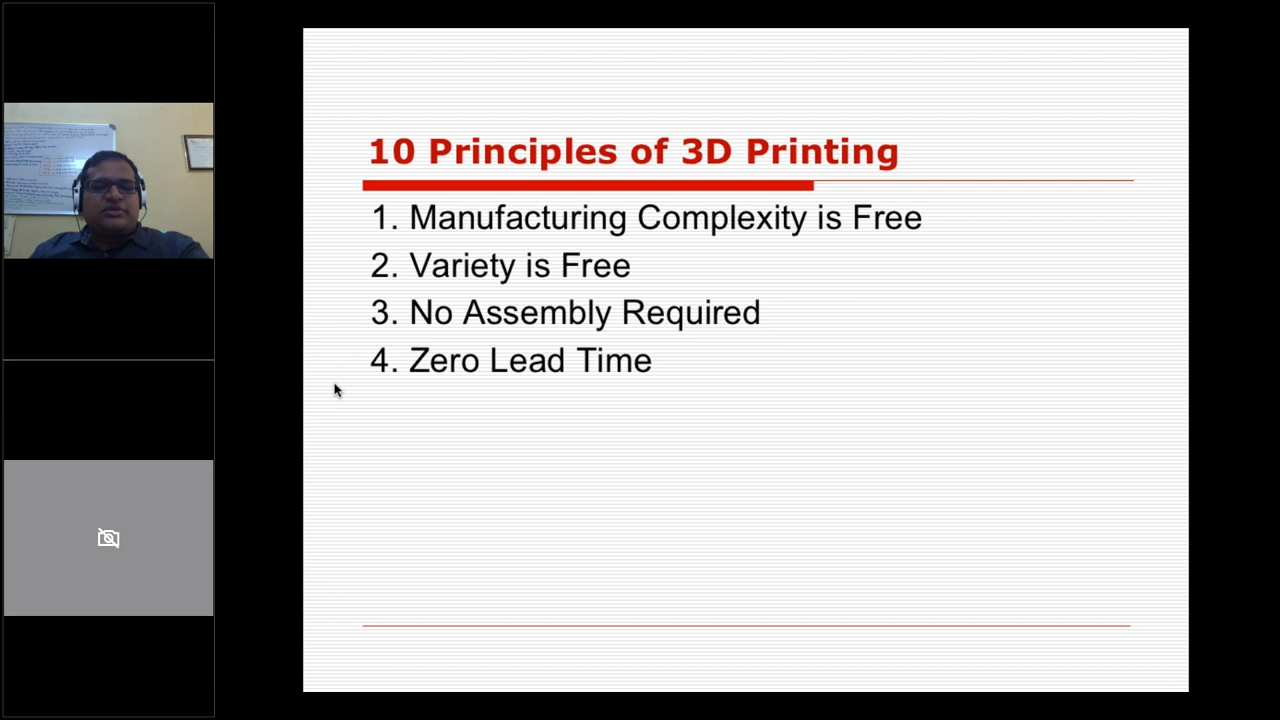 10 Principles of 3D Printing
1. Manufacturing Complexity is Free
2. Variety is Free
3. No Assembly Required
4. Zero Lead Time